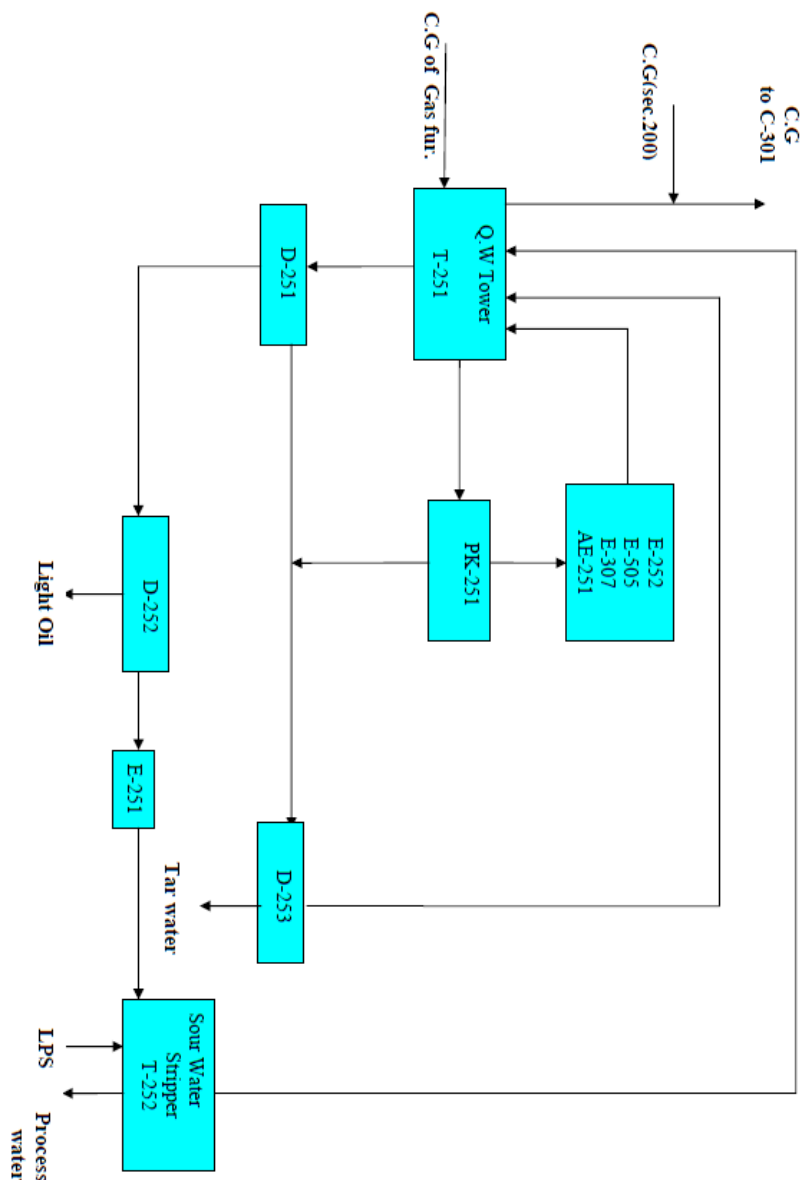 C.G
to C-301
C.G(sec.200)
C.G of Gas fur.
Q.W Tower
T-251
D-251
E-252
E-505
E-307
AE-251
PK-251
D-252
Light Oil
E-251
D-253
Tar water
Sour Water
Stripper
T-252
LPS
Process
water